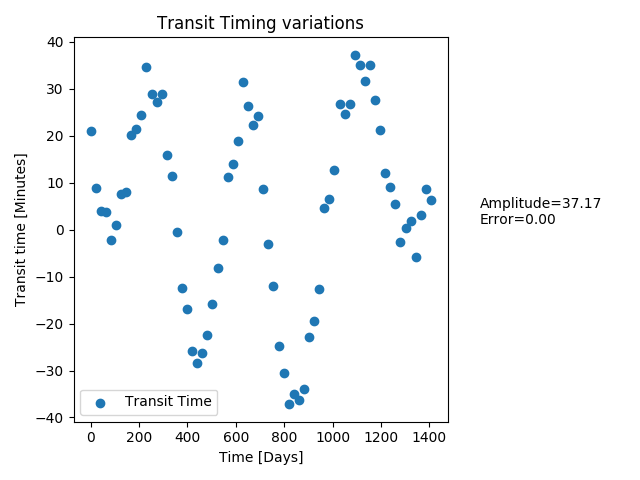 Transit Timing variations
Transit time [Minutes]
40
30
20
10
0
−10
−20
−30
−40
Amplitude=37.17
Error=0.00
Transit Time
0 200 400 600 800 1000 1200 1400
Time [Days]